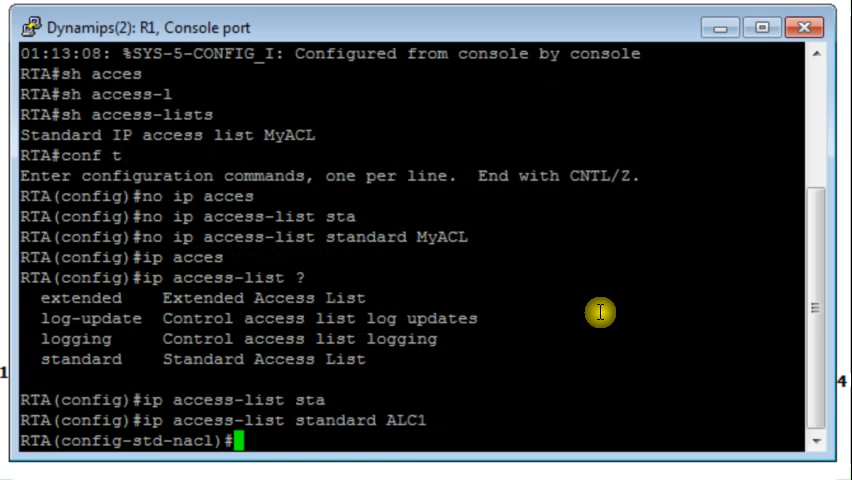 Dynamips(2): R1, Console port
01:13:08: %SYS-5-CONFIG_I: Configured from console by console
RTA#sh acces
RTA#sh access-l
RTA#sh access-lists
Standard IP access list MyACL
RTA#conf t
Enter configuration commands, one per line.  End with CNTL/Z.
RTA(config)#no ip acces
RTA(config)#no ip access-list sta
RTA(config)#no ip access-list standard MyACL
RTA(config)#ip acces
RTA(config)#ip access-list ?
  extended    Extended Access List
  log-update  Control access list log updates
  logging     Control access list logging
  standard    Standard Access List
1
4
RTA(config)#ip access-list sta
RTA(config)#ip access-list standard ALC1
RTA(config-std-nacl)#